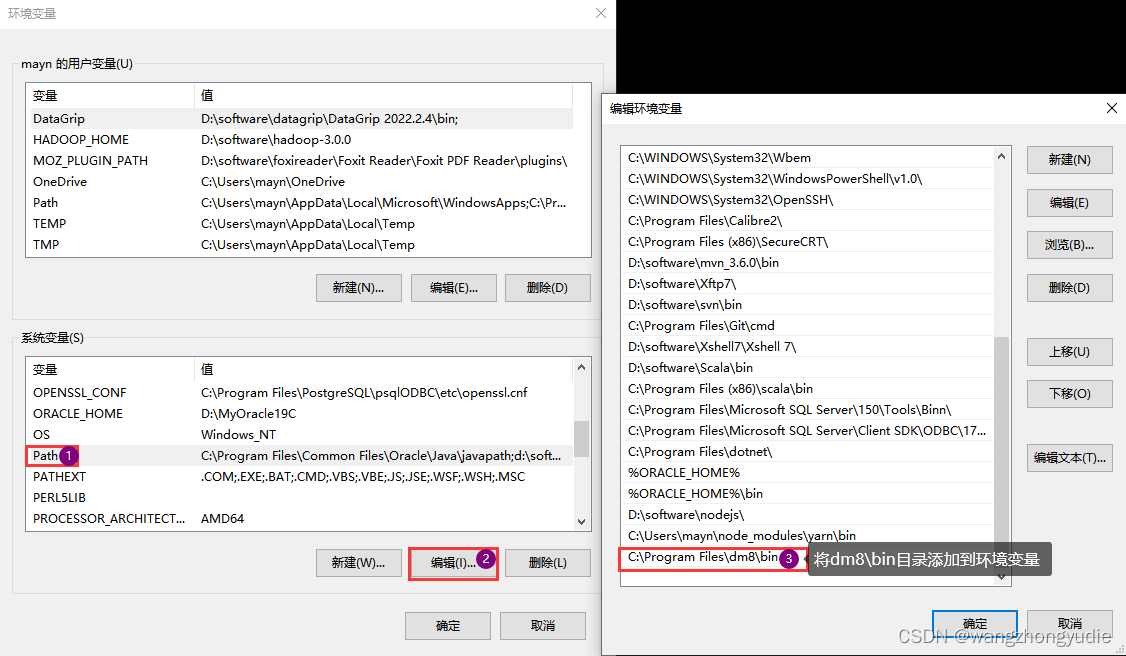 环境变量
mayn 的用户变量(U)
变量 值
DataGrip D:\software\datagrip\DataGrip 2022.2.4\bin;
HADOOP_HOME D:\software\hadoop-3.0.0
MOZ_PLUGIN_PATH D:\software\foxireader\Foxit Reader\Foxit PDF Reader\plugins\
OneDrive C:\Users\mayn\OneDrive
Path C:\Users\mayn\AppData\Local\Microsoft\WindowsApps;C:\Pr...
TEMP C:\Users\mayn\AppData\Local\Temp
TMP C:\Users\mayn\AppData\Local\Temp
新建(N)... 编辑(E)... 删除(D)
系统变量(S)
变量 值
OPENSSL_CONF C:\Program Files\PostgreSQL\psqlODBC\etc\openssl.cnf
ORACLE_HOME D:\MyOracle19C
OS Windows_NT
Path 1 C:\Program Files\Common Files\Oracle\Java\javapath;d:\soft...
PATHEXT .COM;.EXE;.BAT;.CMD;.VBS;.VBE;.JS;.JSE;.WSF;.WSH;.MSC
PERL5LIB
PROCESSOR_ARCHITECT... AMD64
新建(W)... 编辑(I)... 2 删除(L)
确定 取消
编辑环境变量
C:\WINDOWS\System32\Wbem
C:\WINDOWS\System32\WindowsPowerShell\v1.0\
C:\WINDOWS\System32\OpenSSH\
C:\Program Files\Calibre2\
C:\Program Files (x86)\SecureCRT\
D:\software\mvn_3.6.0\bin
D:\software\Xftp7\
D:\software\svn\bin
C:\Program Files\Git\cmd
D:\software\Xshell7\Xshell 7\
D:\software\Scala\bin
C:\Program Files (x86)\scala\bin
C:\Program Files\Microsoft SQL Server\150\Tools\Binn\
C:\Program Files\Microsoft SQL Server\Client SDK\ODBC\17...
C:\Program Files\dotnet\
%ORACLE_HOME%
%ORACLE_HOME%\bin
D:\software\nodejs\
C:\Users\mayn\node_modules\yarn\bin
C:\Program Files\dm8\bin 3 将dm8\bin目录添加到环境变量
新建(N)
编辑(E)
浏览(B)...
删除(D)
上移(U)
下移(O)
编辑文本(T)...
确定 取消
CSDN @wangzhongyudie